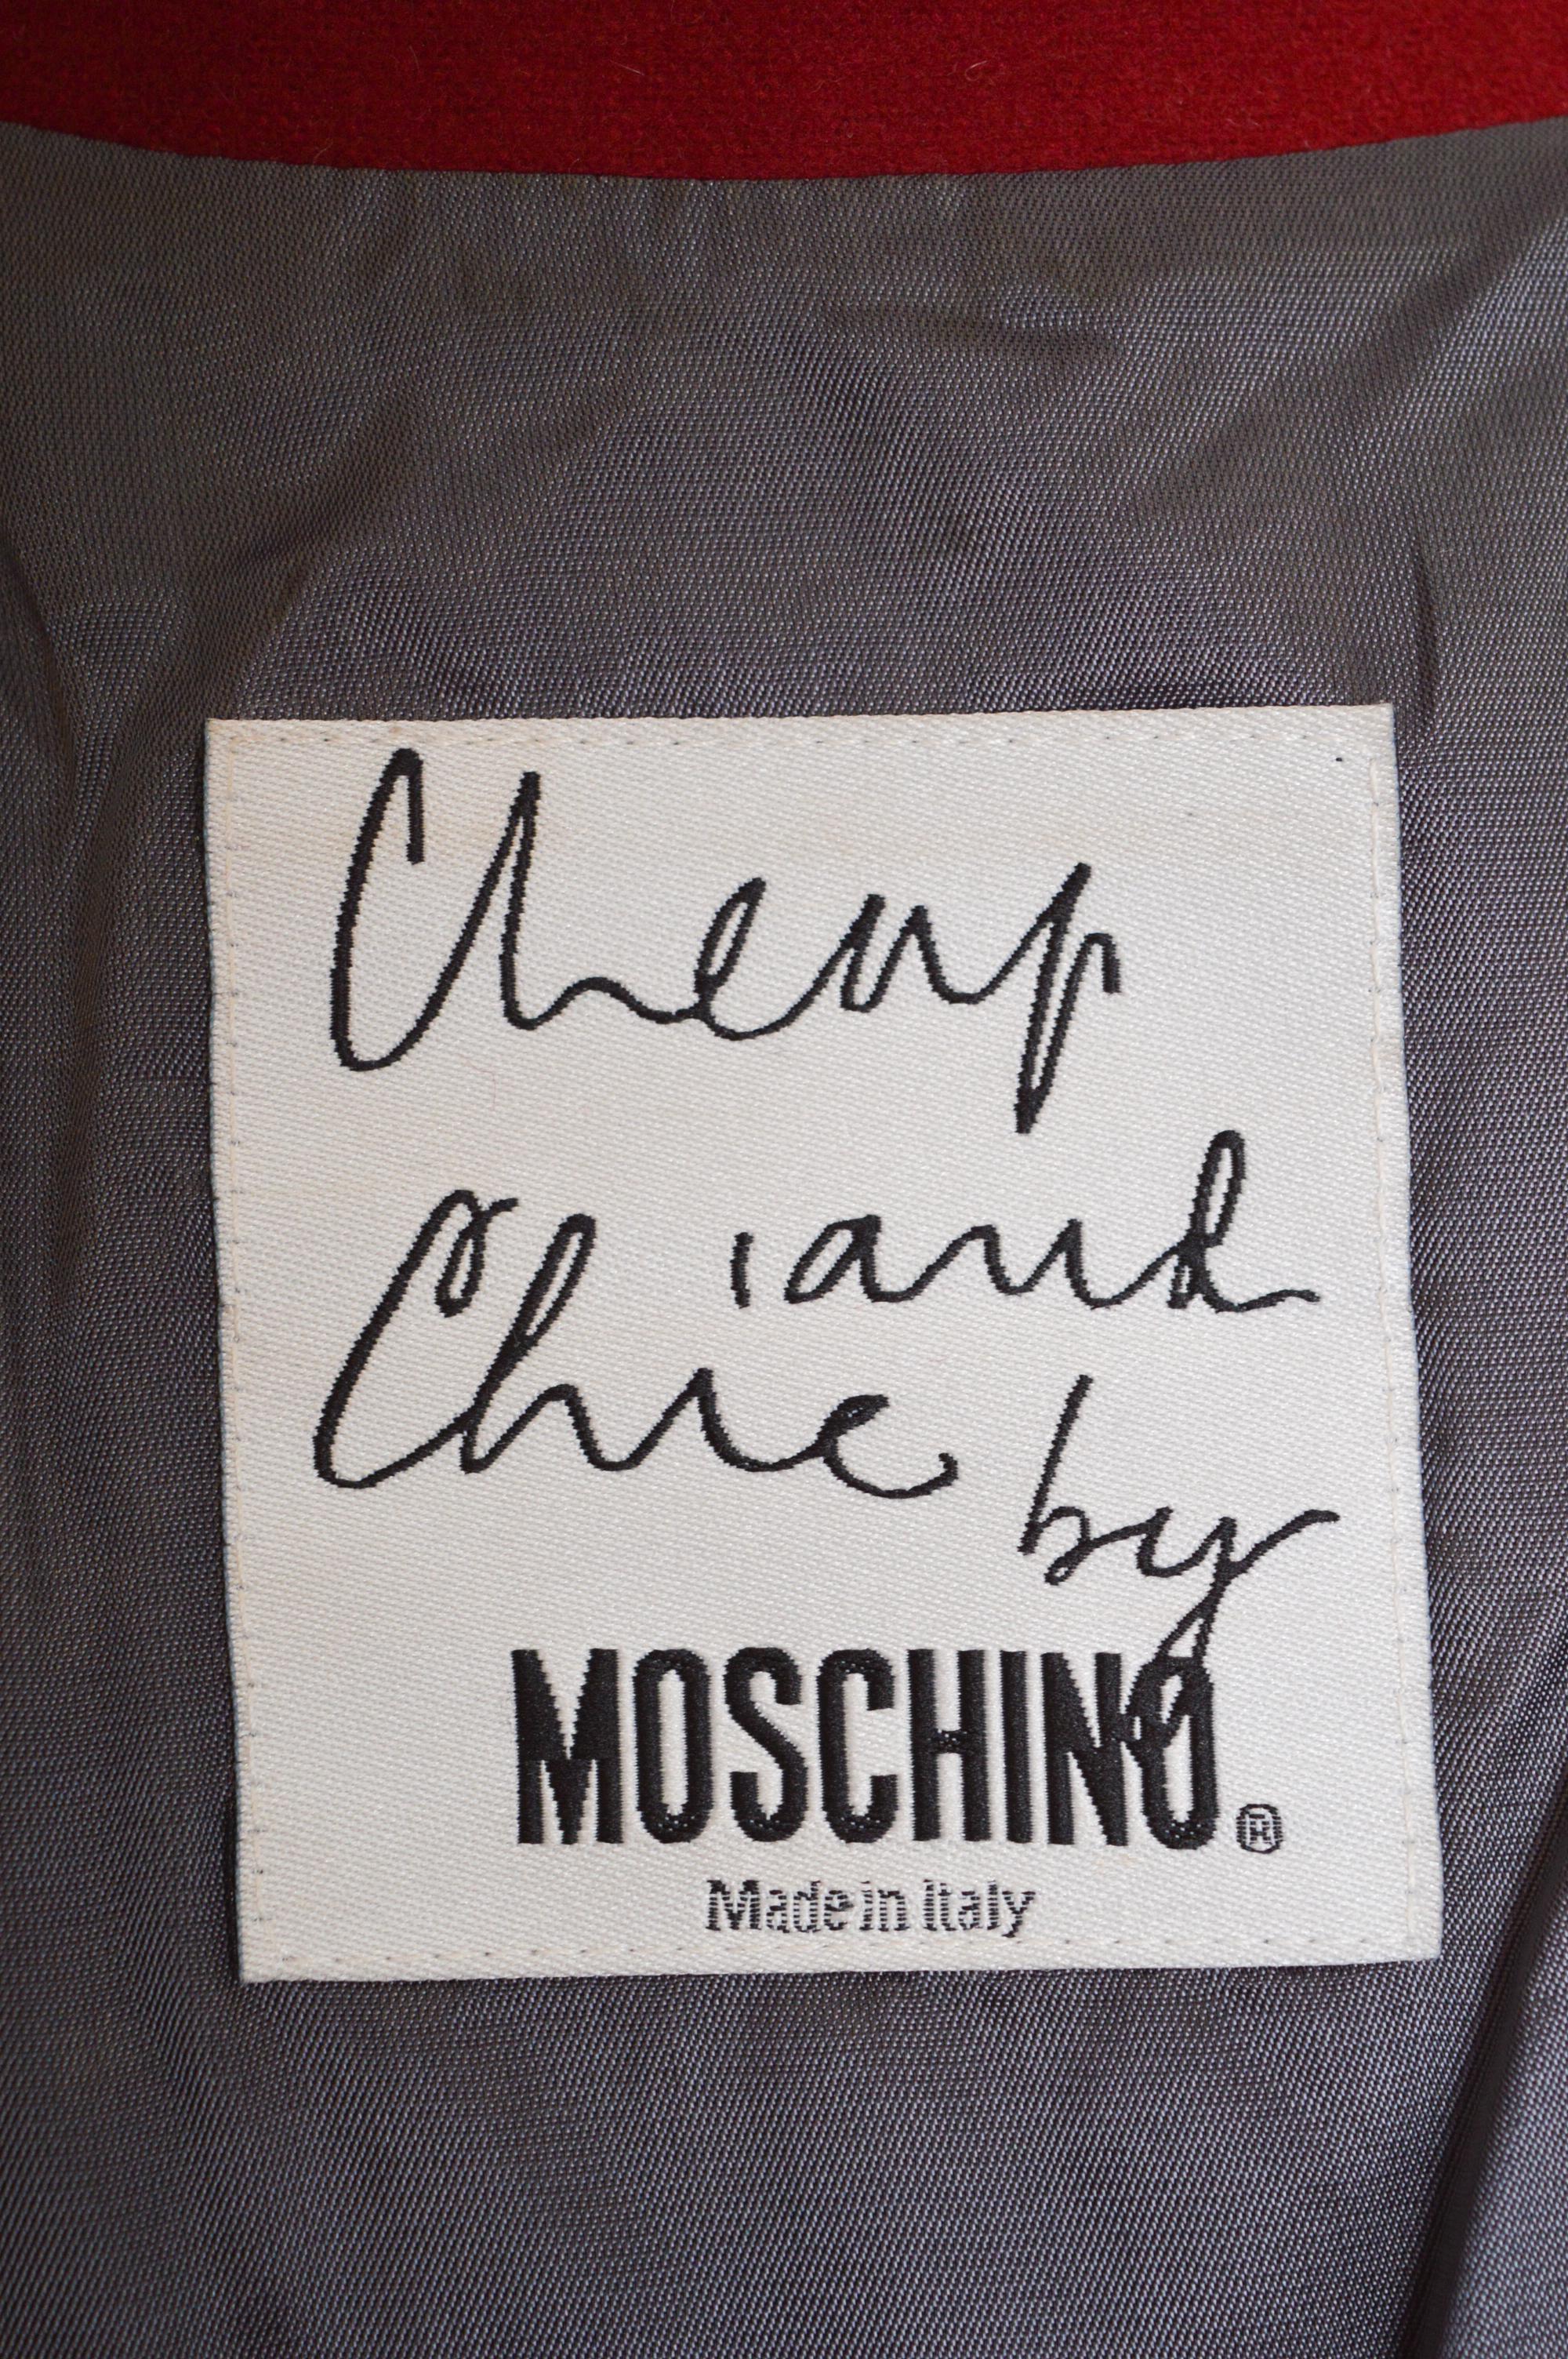 Cheap
and
Chic by
MOSCHINO®
Made in Italy